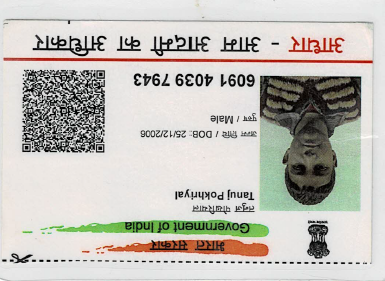 भारत सरकार
Government of India
तनुज पोखरियाल
Tanuj Pokhriyal
जन्म तिथि / DOB: 25/12/2006
पुरुष / Male
6091 4039 7943
आधार - आम आदमी का अधिकार